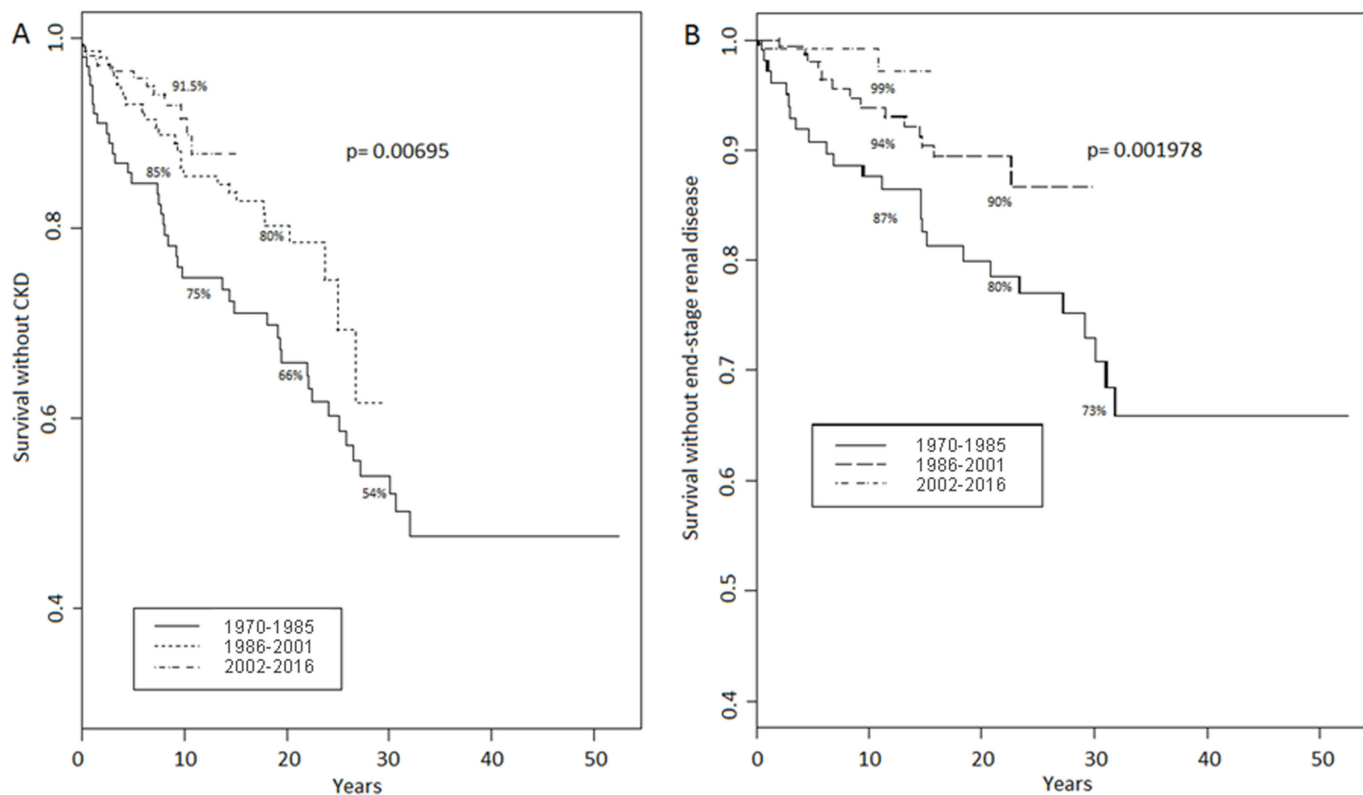 A
Survival without CKD
1.0
0.8
0.6
0.4
91.5%
85%
80%
75%
66%
54%
p= 0.00695
1970-1985
1986-2001
2002-2016
0 10 20 30 40 50
Years
B
Survival without end-stage renal disease
1.0
0.9
0.8
0.7
0.6
0.5
0.4
99%
94%
90%
87%
80%
73%
p= 0.001978
1970-1985
1986-2001
2002-2016
0 10 20 30 40 50
Years